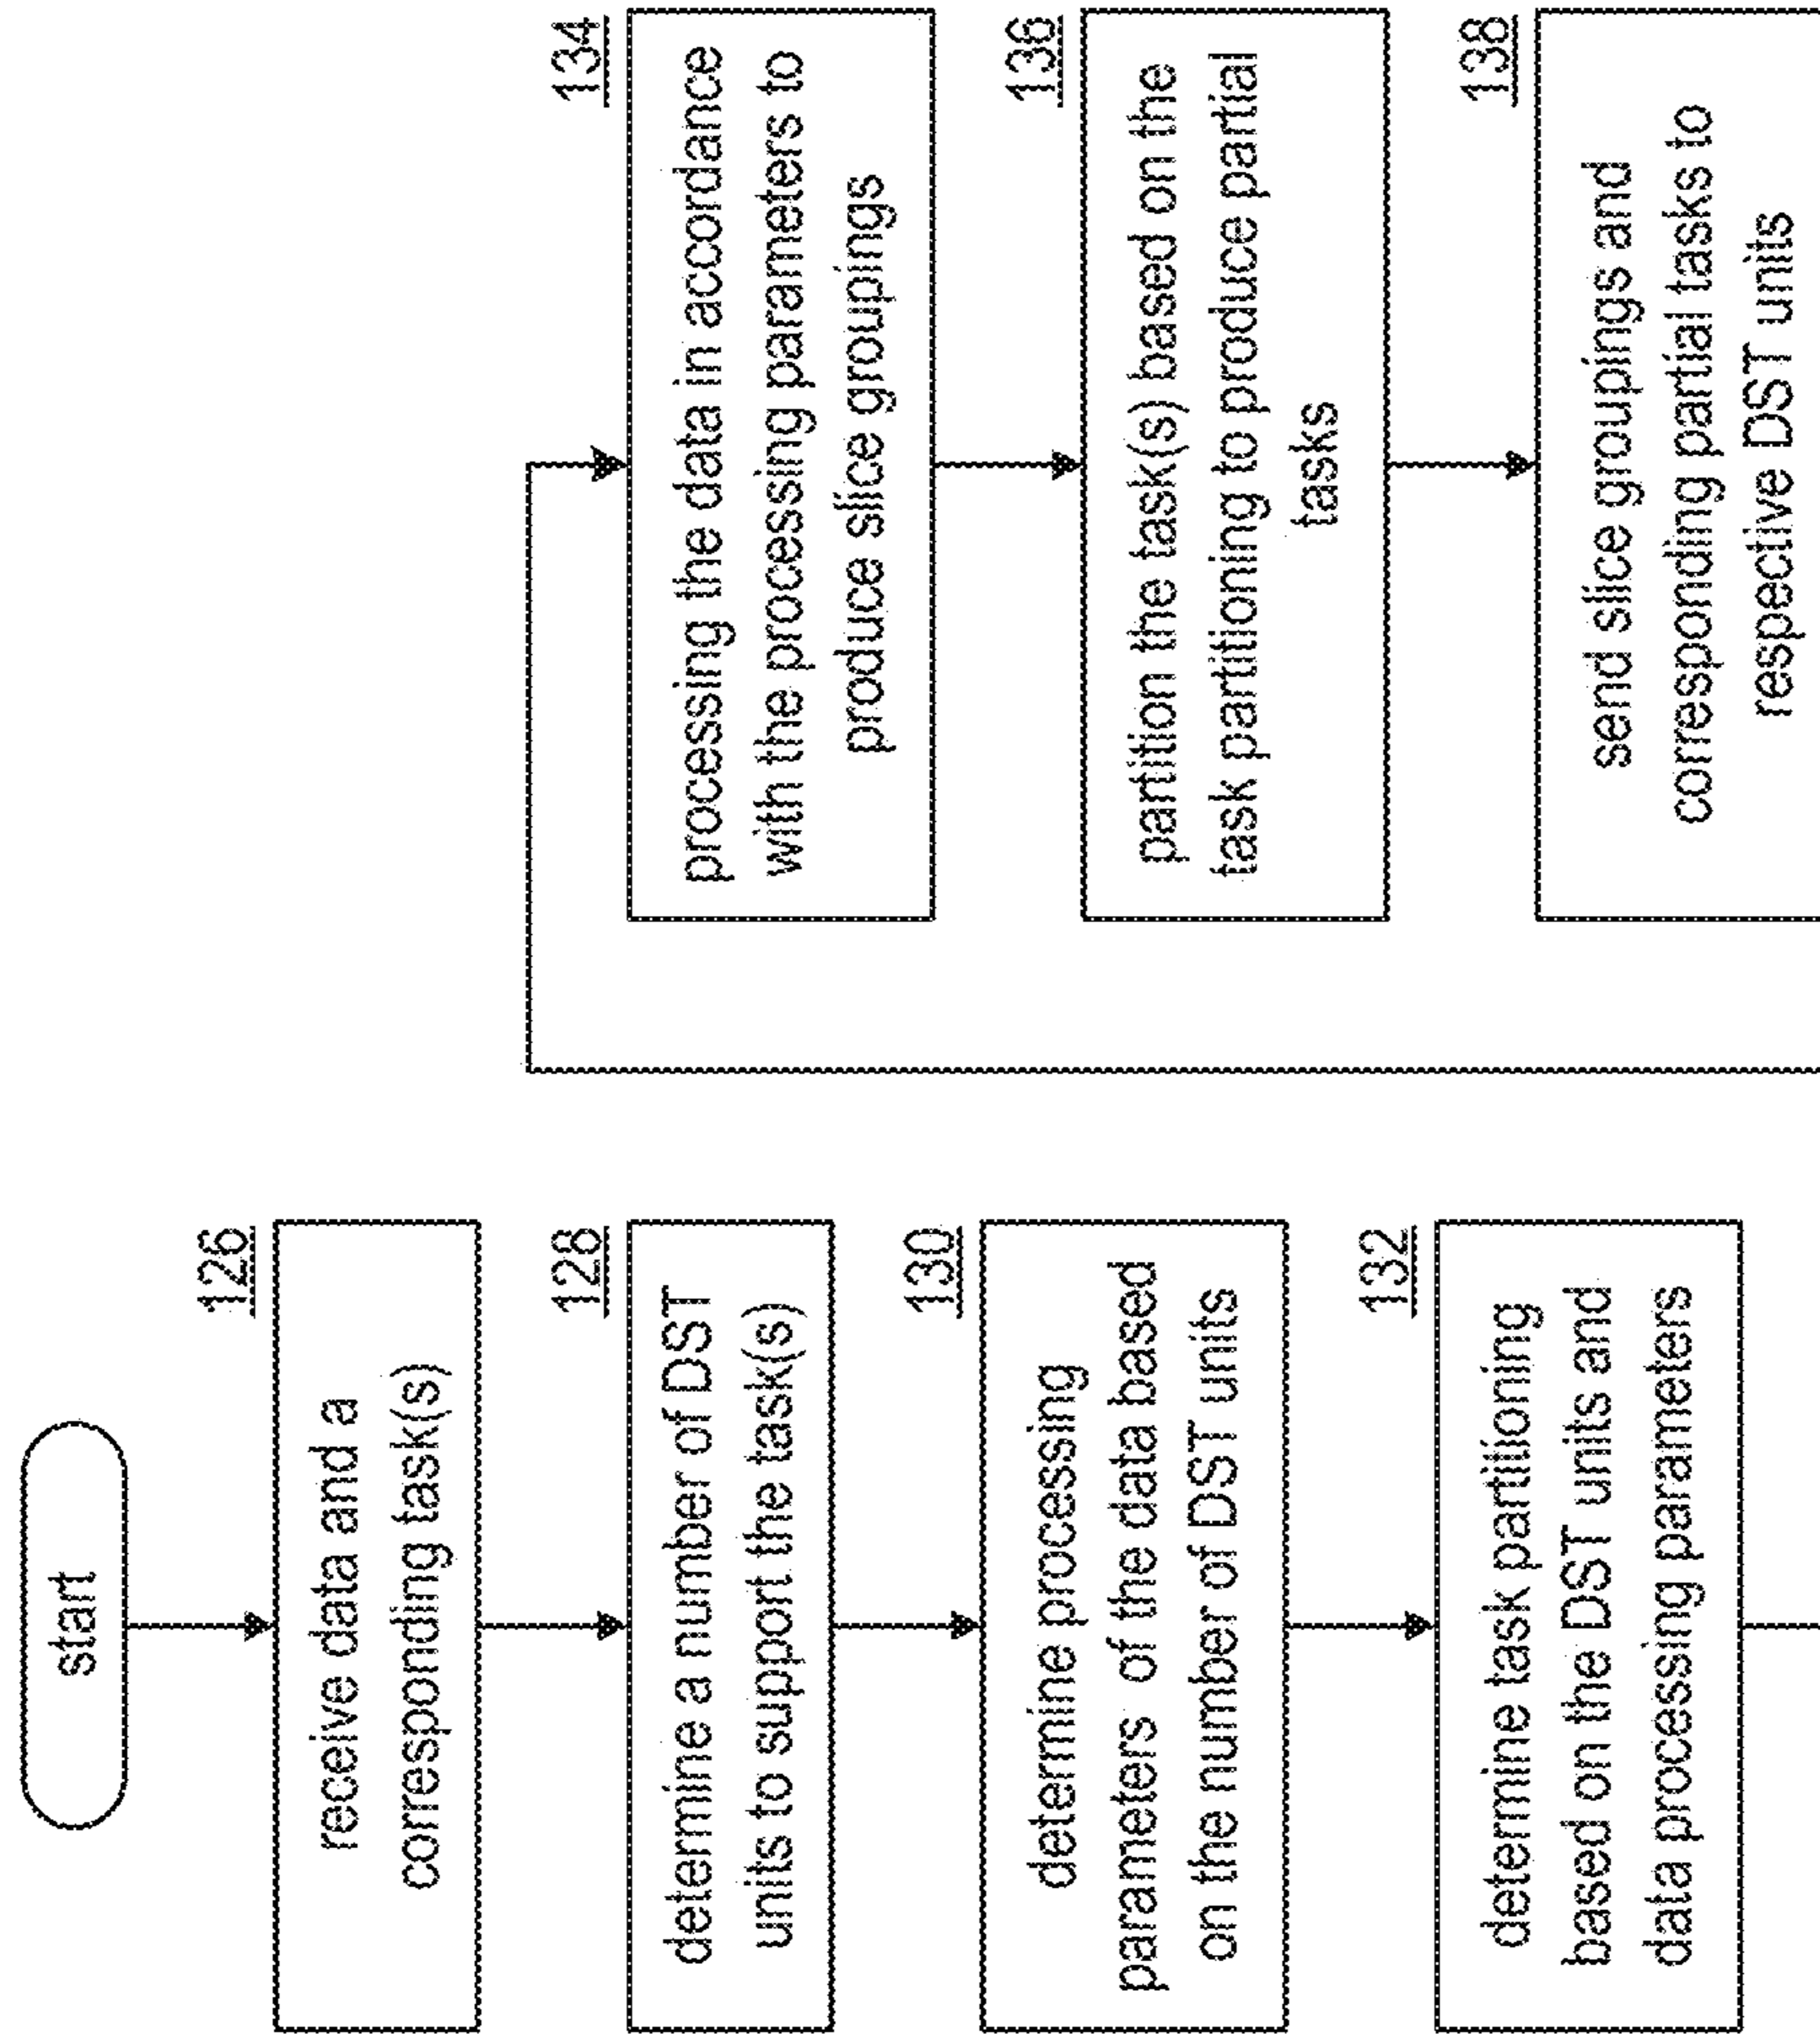 start
126
receive data and a
corresponding task(s)
128
determine a number of DST
units to support the task(s)
130
determine processing
parameters of the data based
on the number of DST units
132
determine task partitioning
based on the DST units and
data processing parameters
134
processing the data in accordance
with the processing parameters to
produce slice groupings
136
partition the task(s) based on the
task partitioning to produce partial
tasks
138
send slice groupings and
corresponding partial tasks to
respective DST units